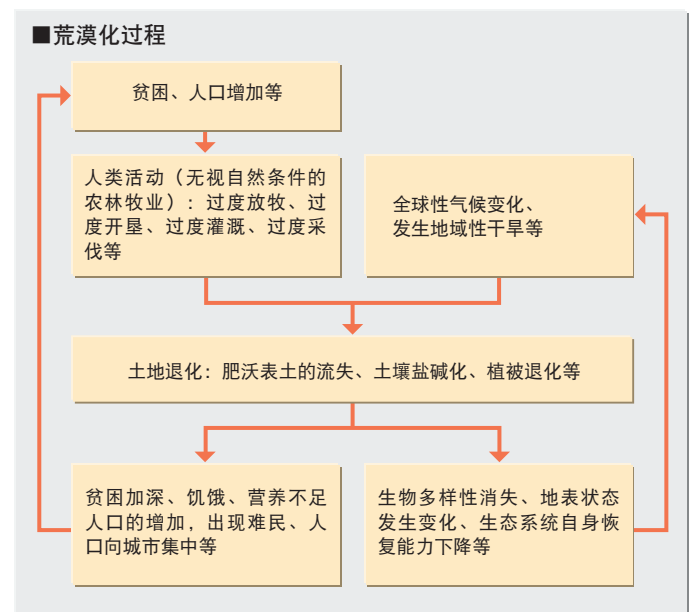 ■荒漠化过程
贫困、人口增加等
人类活动（无视自然条件的
农林牧业）：过度放牧、过
度开垦、过度灌溉、过度采
伐等
全球性气候变化、
发生地域性干旱等
土地退化：肥沃表土的流失、土壤盐碱化、植被退化等
贫困加深、饥饿、营养不足
人口的增加，出现难民、人
口向城市集中等
生物多样性消失、地表状态
发生变化、生态系统自身恢
复能力下降等